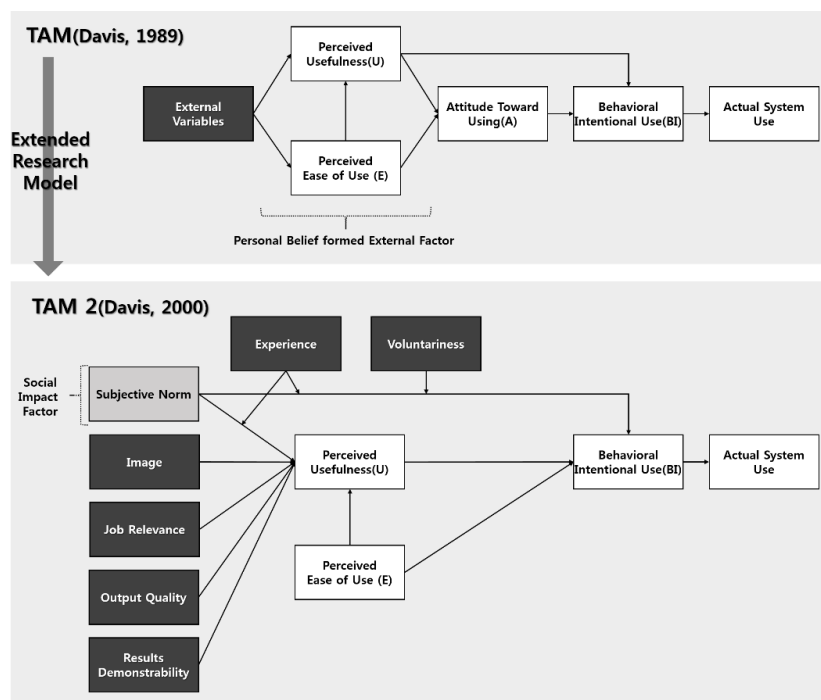 TAM(Davis, 1989)
Extended
Research
Model
External
Variables
Perceived
Usefulness(U)
Perceived
Ease of Use (E)
Attitude Toward
Using(A)
Behavioral
Intentional Use(BI)
Actual System
Use
Personal Belief formed External Factor
TAM 2(Davis, 2000)
Experience
Voluntariness
Social
Impact
Factor
Subjective Norm
Image
Job Relevance
Output Quality
Results
Demonstrability
Perceived
Usefulness(U)
Perceived
Ease of Use (E)
Behavioral
Intentional Use(BI)
Actual System
Use